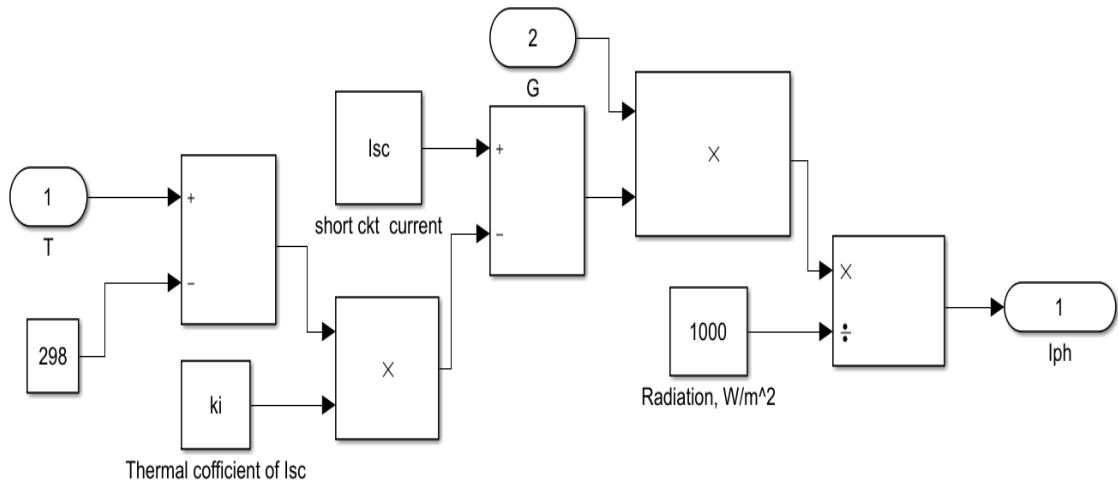 2
G
Isc
short ckt current
+
−
×
1
T
+
−
298
ki
Thermal cofficient of Isc
×
1000
Radiation, W/m^2
×
÷
1
Iph